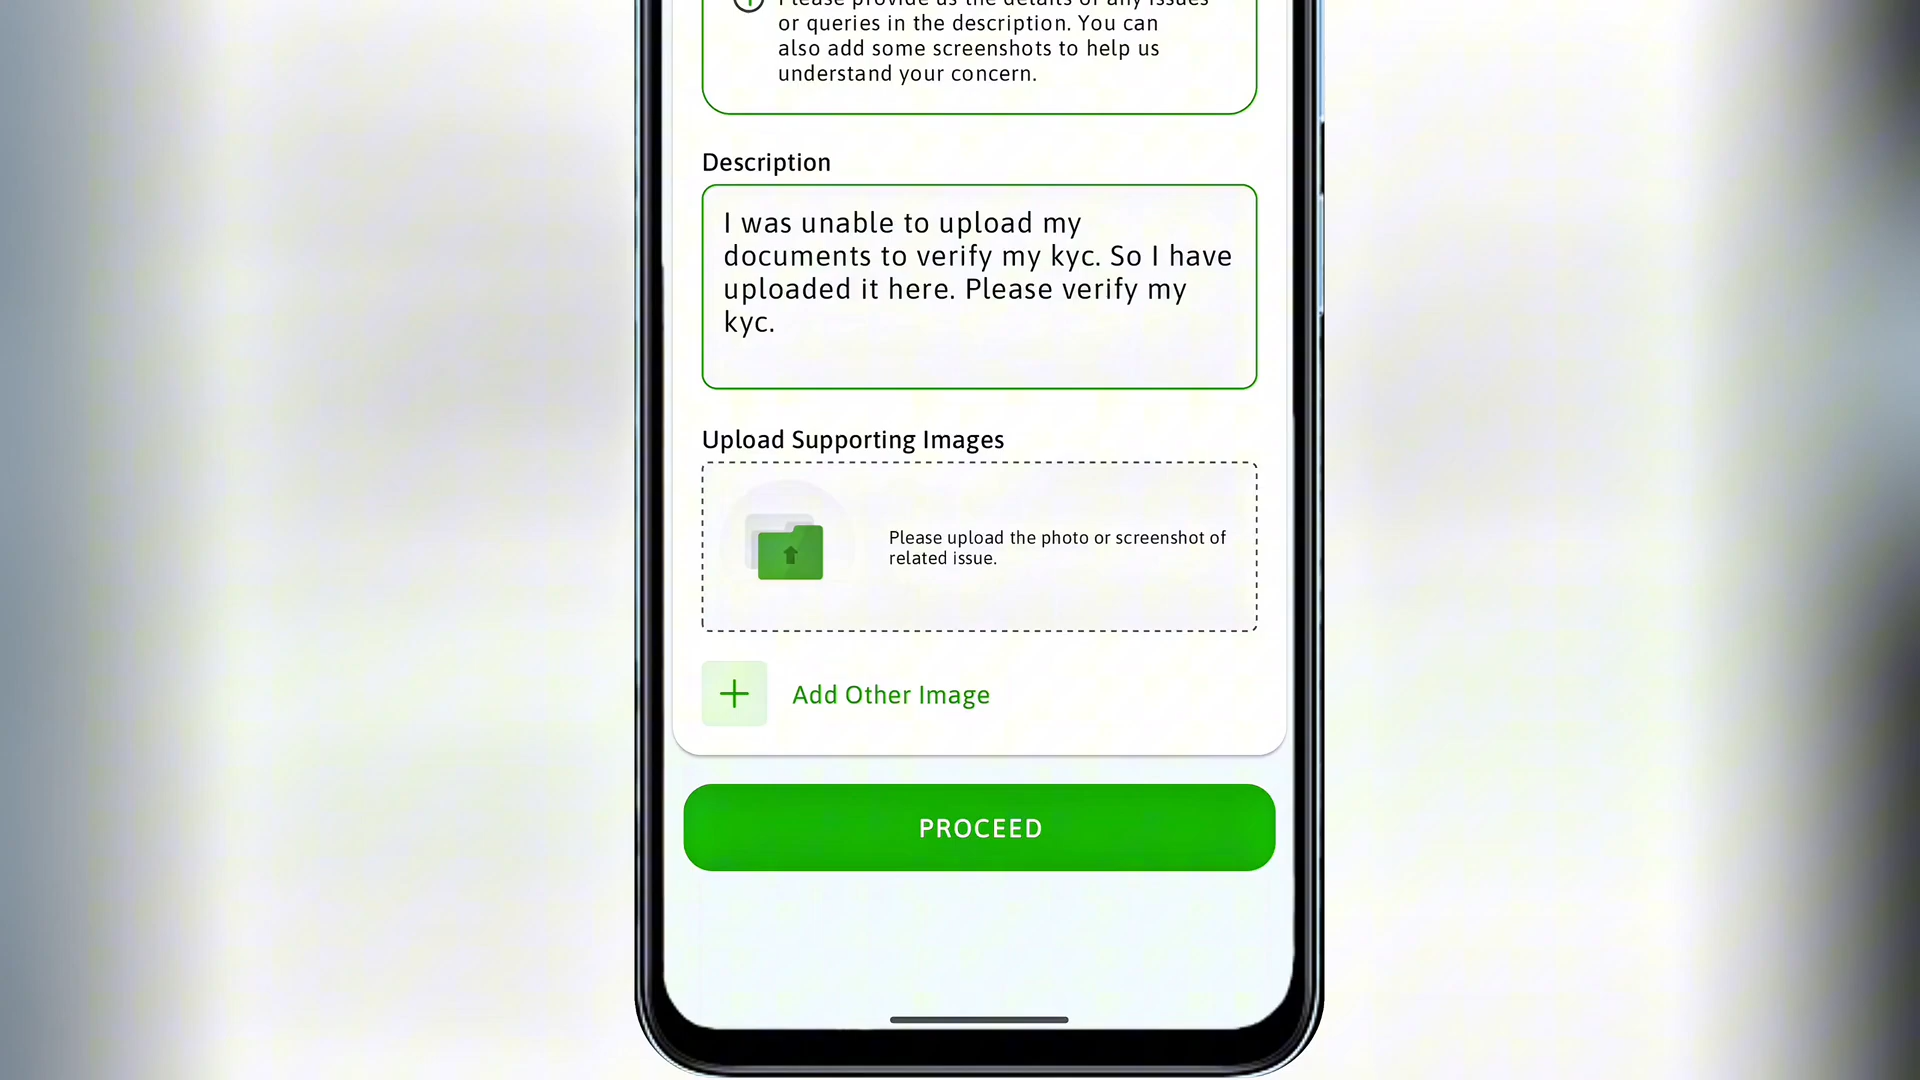 Please provide us the details of any issues
or queries in the description. You can
also add some screenshots to help us
understand your concern.
Description
I was unable to upload my
documents to verify my kyc. So I have
uploaded it here. Please verify my
kyc.
Upload Supporting Images
Please upload the photo or screenshot of
related issue.
Add Other Image
PROCEED